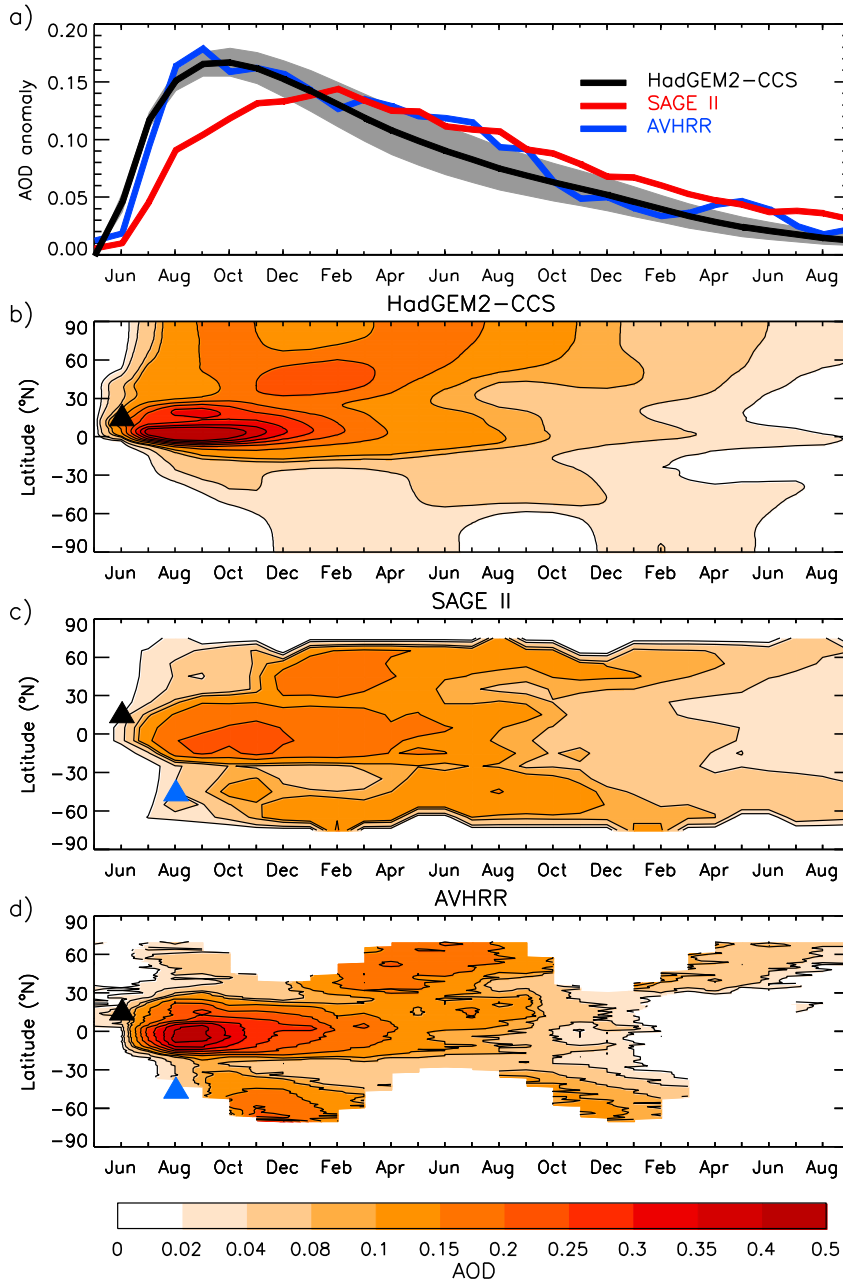 a)
0.20
0.15
0.10
0.05
0.00
AOD anomaly
HadGEM2−CCS
SAGE II
AVHRR
Jun Aug Oct Dec Feb Apr Jun Aug Oct Dec Feb Apr Jun Aug
b)
HadGEM2−CCS
90
60
30
0
−30
−60
−90
Latitude (°N)
Jun Aug Oct Dec Feb Apr Jun Aug Oct Dec Feb Apr Jun Aug
c)
SAGE II
90
60
30
0
−30
−60
−90
Latitude (°N)
Jun Aug Oct Dec Feb Apr Jun Aug Oct Dec Feb Apr Jun Aug
d)
AVHRR
90
60
30
0
−30
−60
−90
Latitude (°N)
Jun Aug Oct Dec Feb Apr Jun Aug Oct Dec Feb Apr Jun Aug
0 0.02 0.04 0.08 0.1 0.15 0.2 0.25 0.3 0.35 0.4 0.5
AOD